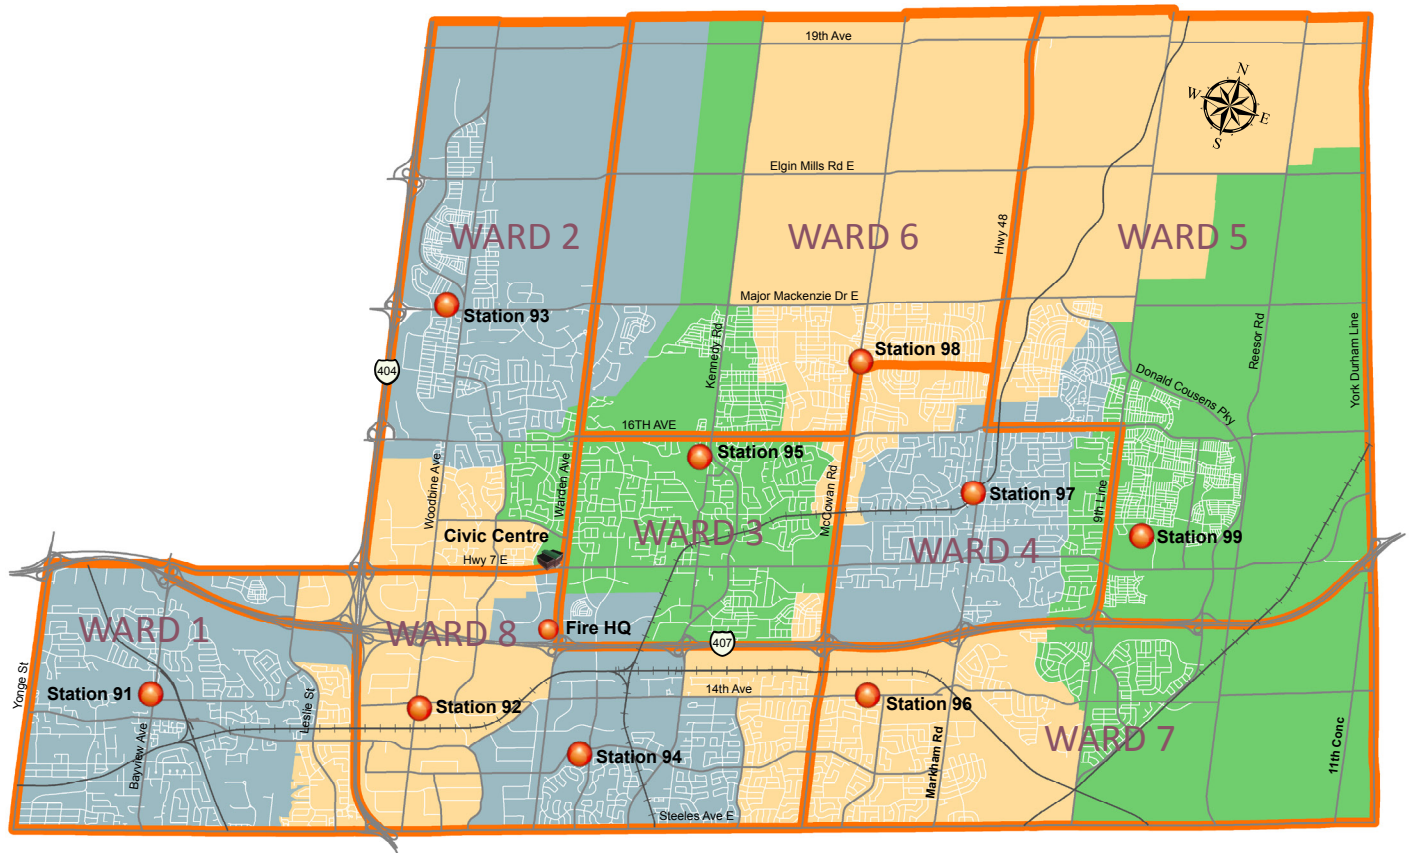 19th Ave
N
W
E
S
Elgin Mills Rd E
WARD 2
WARD 6
Hwy 48
WARD 5
Major Mackenzie Dr E
Station 93
Kennedy Rd
Station 98
Reesor Rd
York Durham Line
404
Donald Cousens Pky
16TH AVE
Station 95
Woodbine Ave
Warden Ave
McCowan Rd
Station 97
9th Line
Civic Centre
WARD 3
Station 99
Hwy 7 E
WARD 4
WARD 1
WARD 8
Fire HQ
407
Yonge St
Station 91
Leslie St
14th Ave
Station 92
Station 96
Bayview Ave
Station 94
Markham Rd
WARD 7
11th Conc
Steeles Ave E